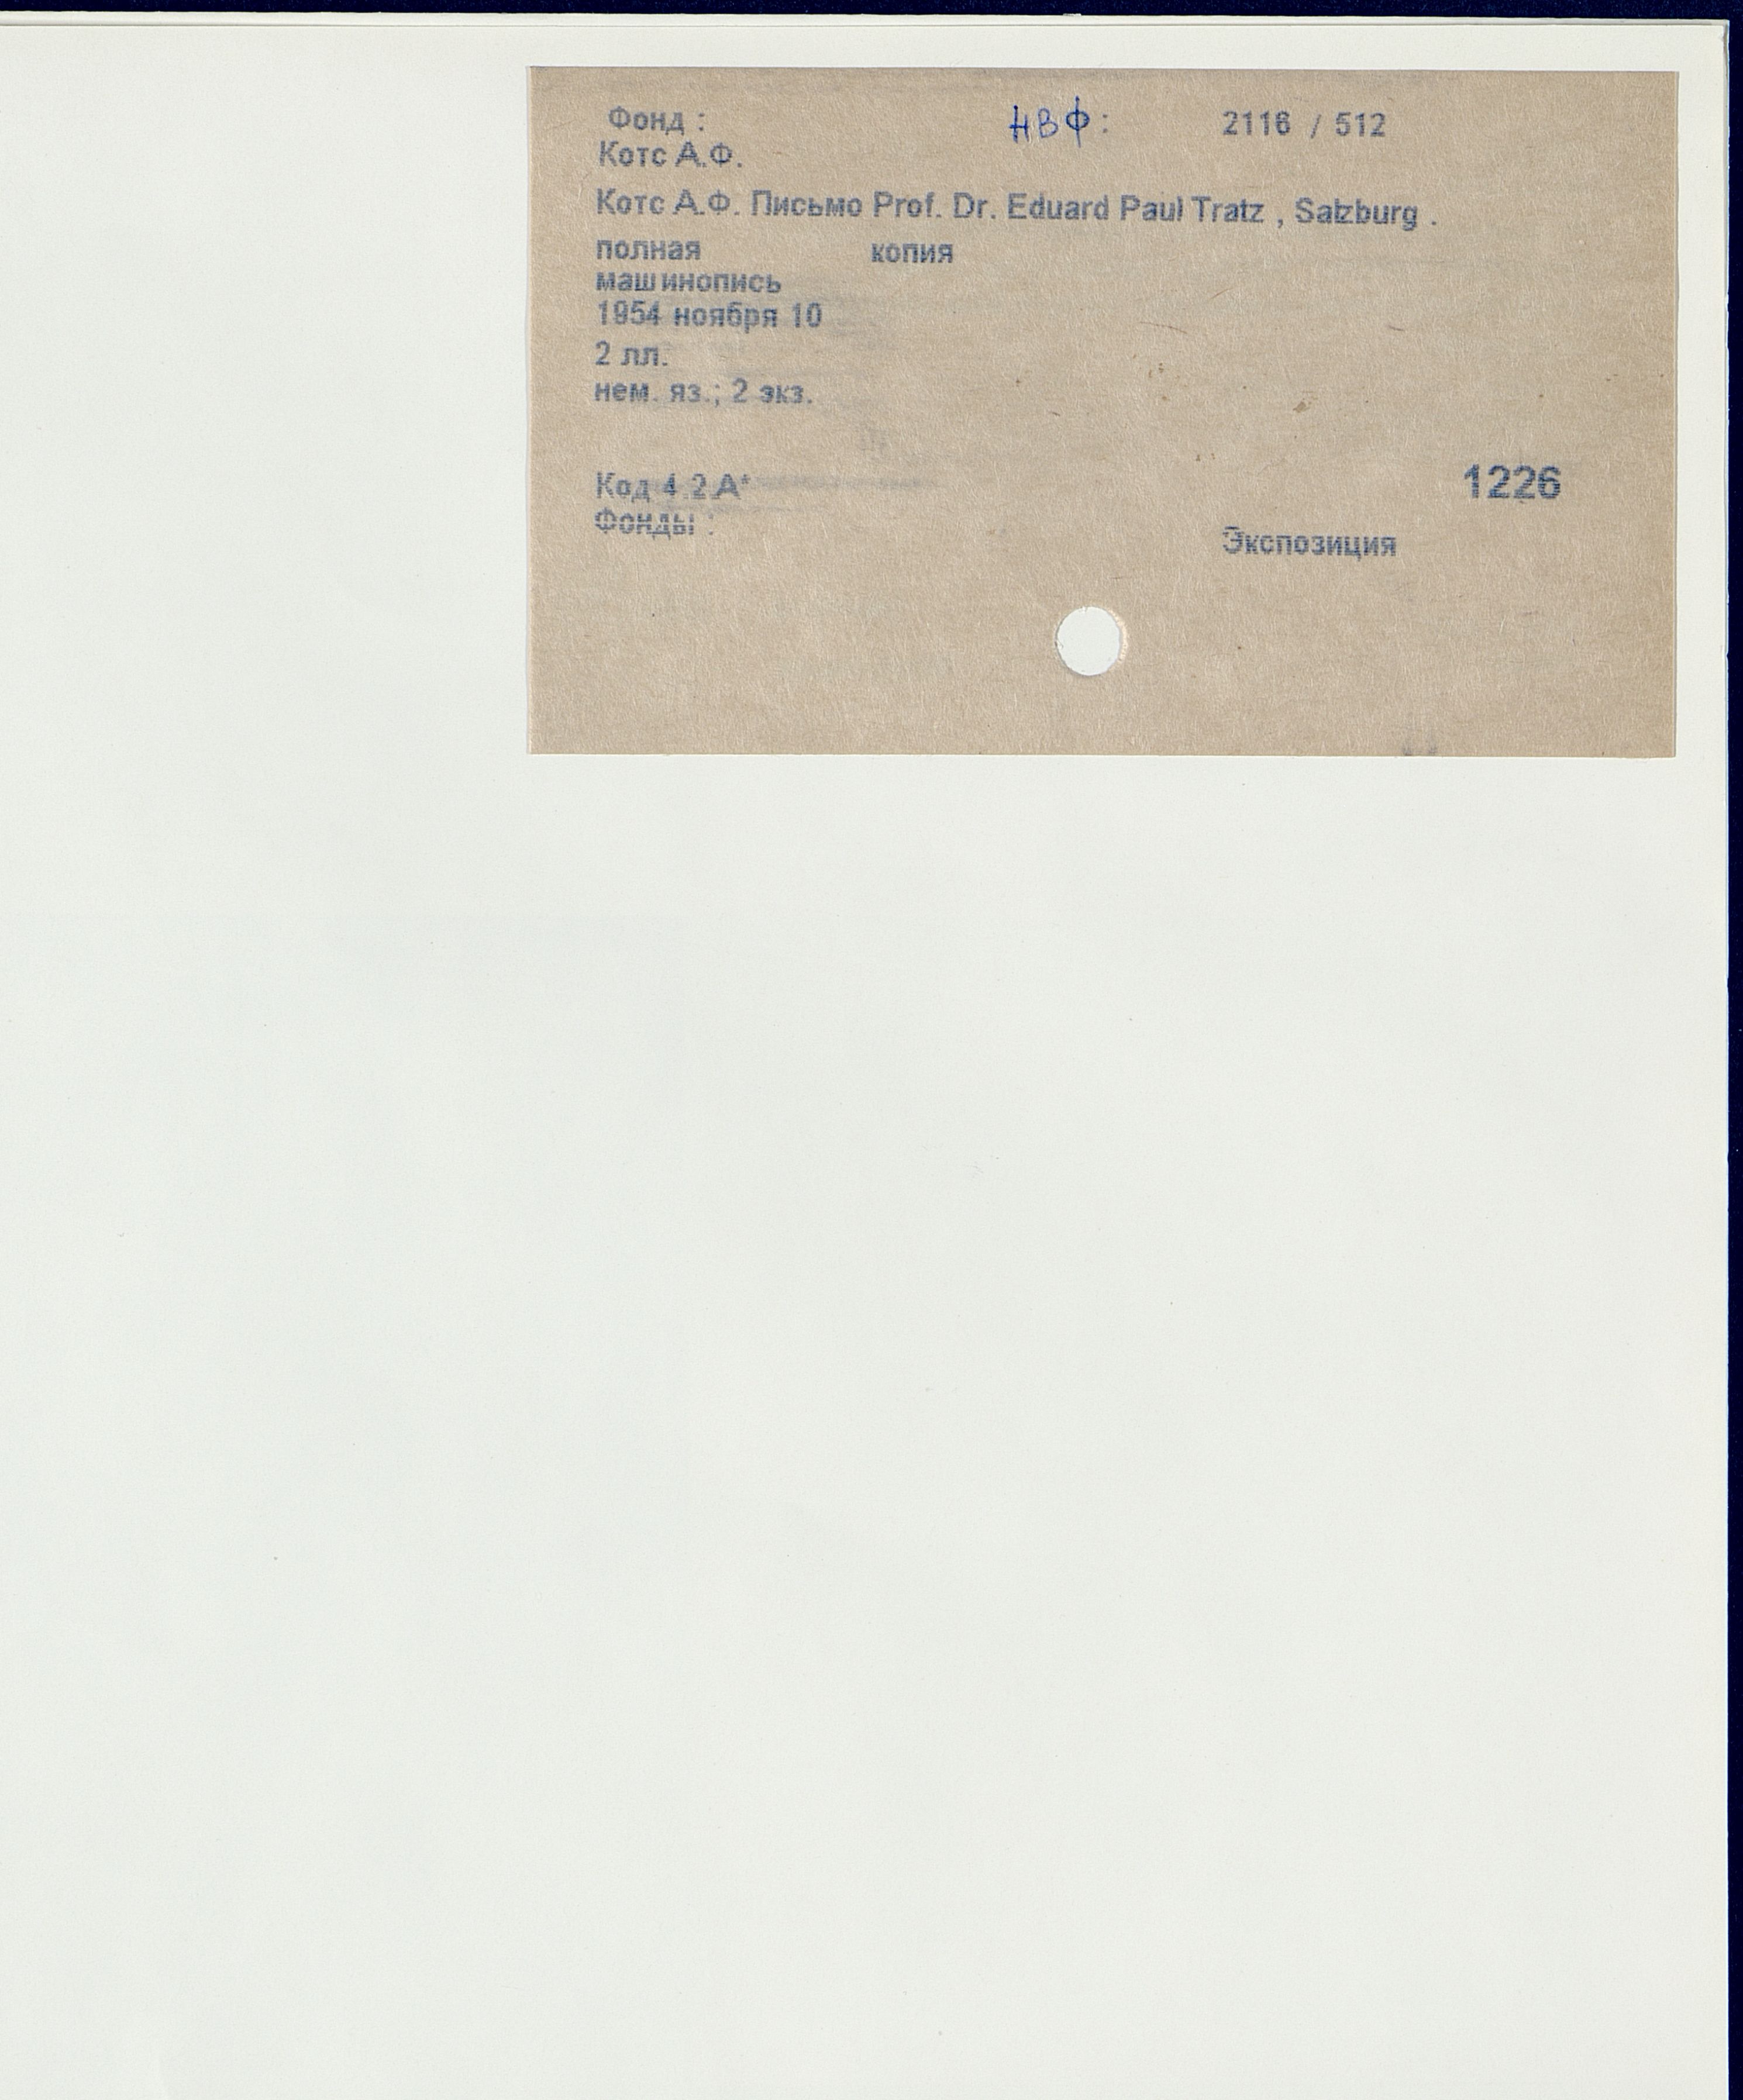 Фонд : НВФ : 2116 / 512
Котс А.Ф.
Котс А.Ф. Письмо Prof. Dr. Eduard Paul Tratz , Salzburg .
полная копия
машинопись
1954 ноября 10
2 лл.
нем. яз.; 2 экз.
Код 4.2.А*
1226
Фонды :
Экспозиция